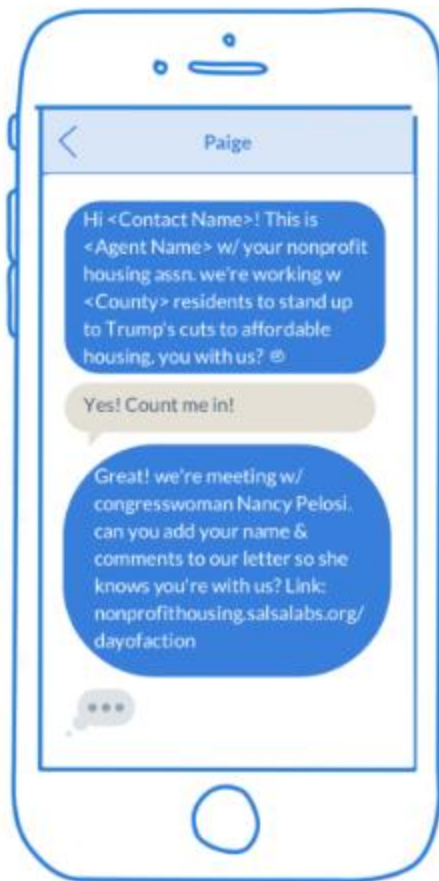 Paige
Hi <Contact Name>! This is
<Agent Name> w/ your nonprofit
housing assn. we're working w
<County> residents to stand up
to Trump's cuts to affordable
housing, you with us?
Yes! Count me in!
Great! we're meeting w/
congresswoman Nancy Pelosi.
can you add your name &
comments to our letter so she
knows you're with us? Link:
nonprofithousing.salsalabs.org/
dayofaction